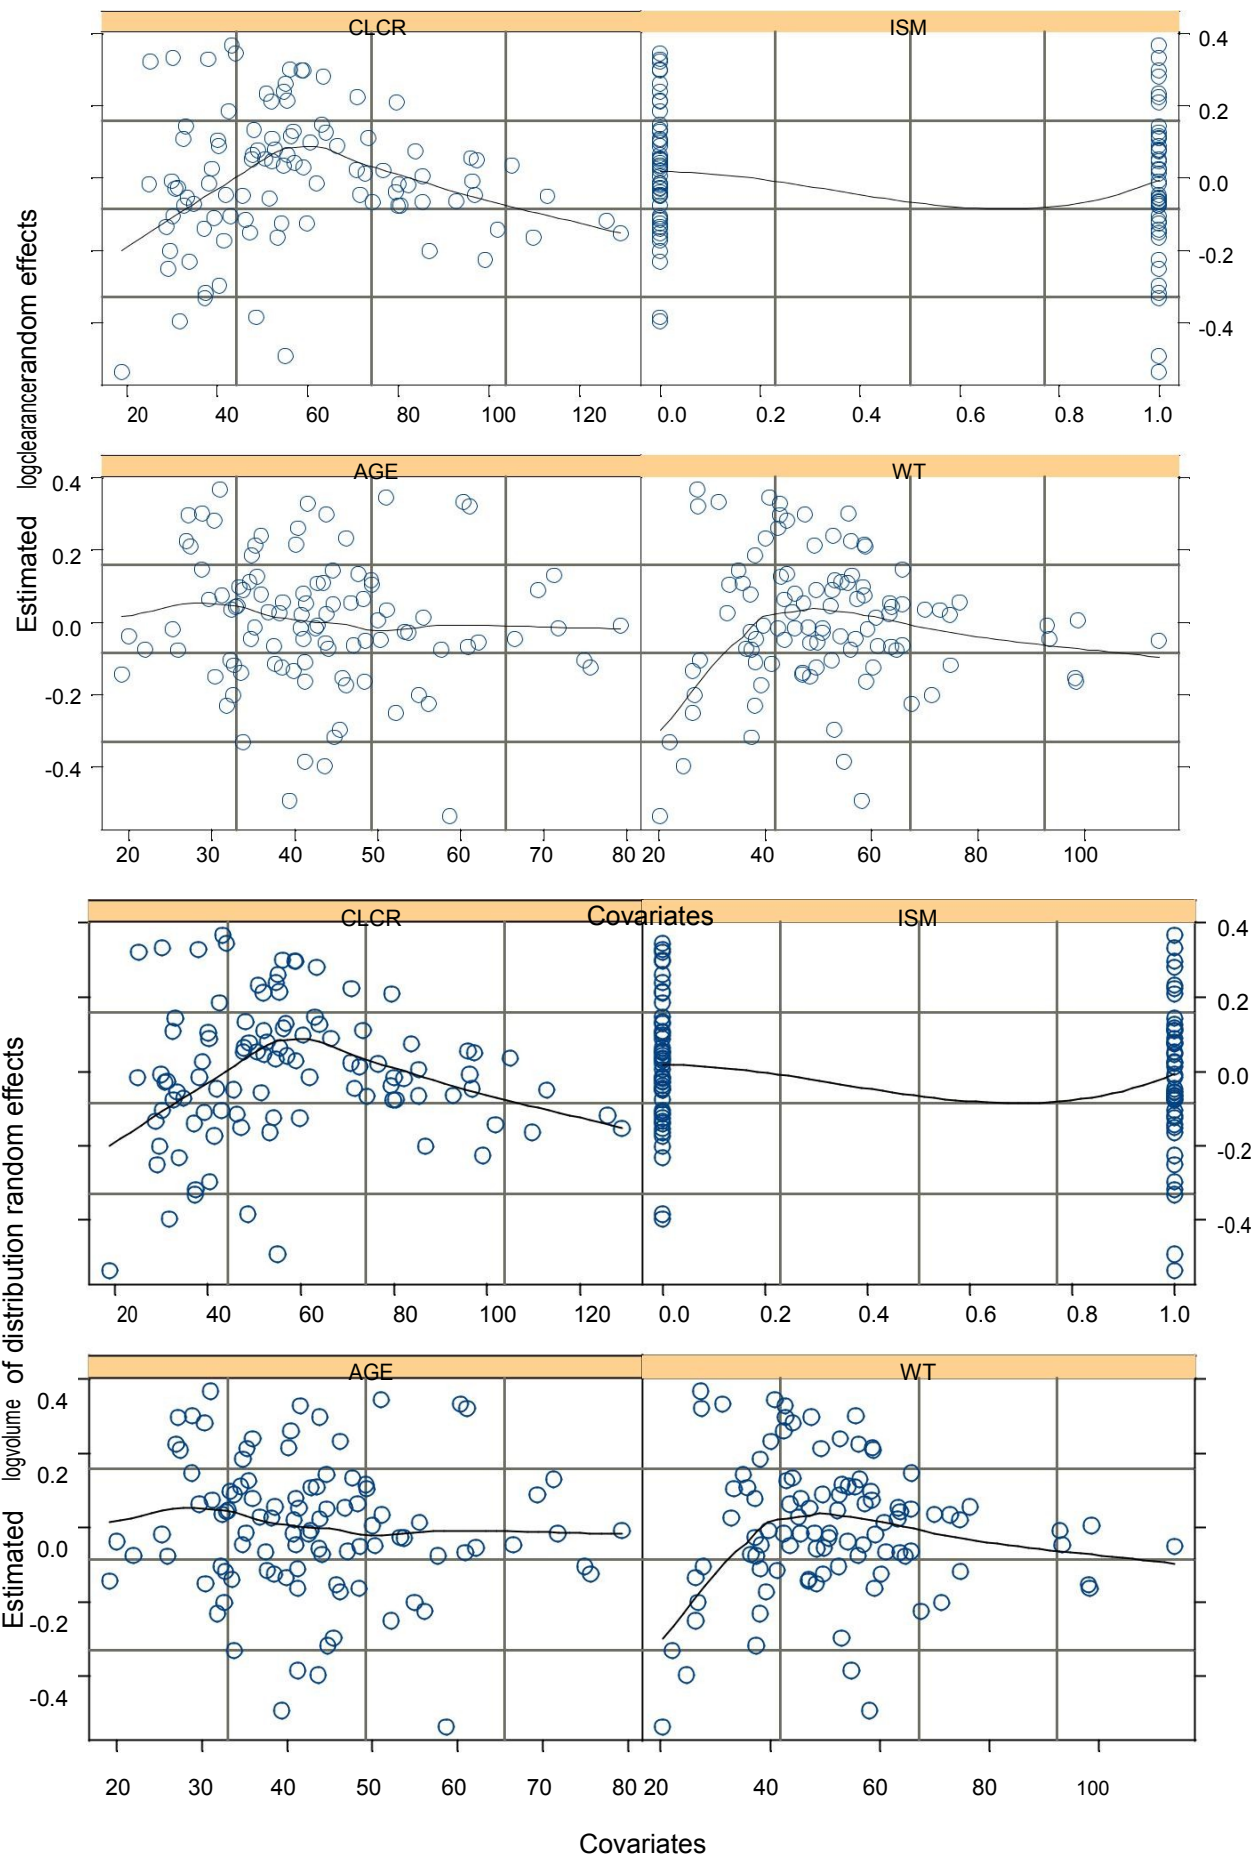 CLCR ISM
0.4
0.2
0.0
-0.2
-0.4
20 40 60 80 100 120 0.0 0.2 0.4 0.6 0.8 1.0
Estimated logclearancerandom effects
AGE WT
0.4
0.2
0.0
-0.2
-0.4
20 30 40 50 60 70 80 20 40 60 80 100
Covariates
CLCR ISM
0.4
0.2
0.0
-0.2
-0.4
20 40 60 80 100 120 0.0 0.2 0.4 0.6 0.8 1.0
Estimated logvolume of distribution random effects
AGE WT
0.4
0.2
0.0
-0.2
-0.4
20 30 40 50 60 70 80 20 40 60 80 100
Covariates